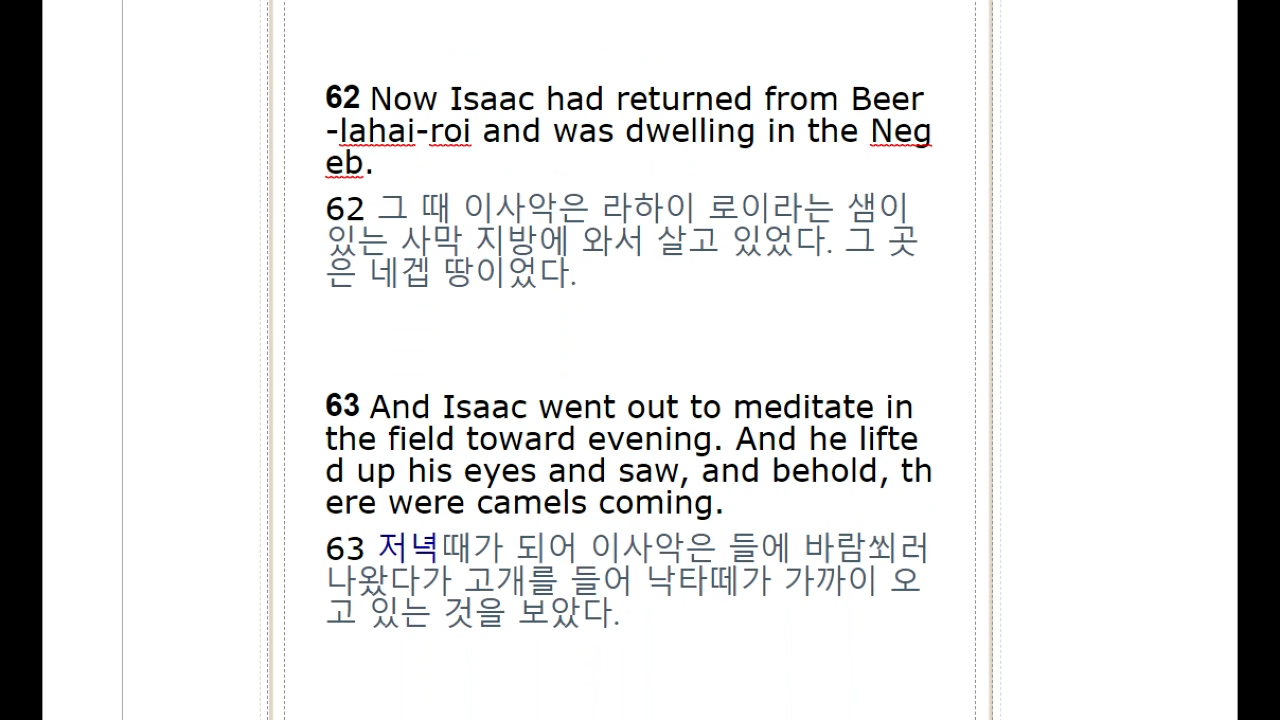 62 Now Isaac had returned from Beer
-lahai-roi and was dwelling in the Neg
eb.
62 그 때 이사악은 라하이 로이라는 샘이
있는 사막 지방에 와서 살고 있었다. 그 곳
은 네겝 땅이었다.
63 And Isaac went out to meditate in
the field toward evening. And he lifte
d up his eyes and saw, and behold, th
ere were camels coming.
63 저녁때가 되어 이사악은 들에 바람쐬러
나왔다가 고개를 들어 낙타떼가 가까이 오
고 있는 것을 보았다.